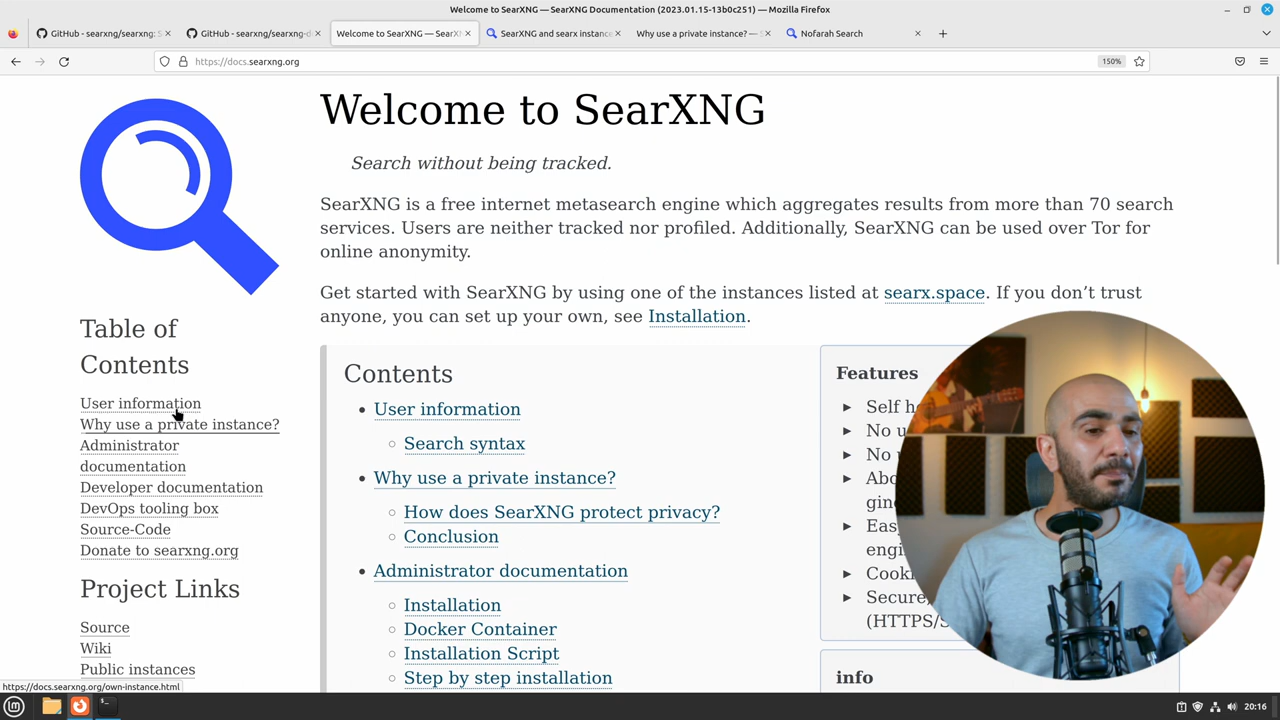 Welcome to SearXNG — SearXNG Documentation (2023.01.15-13b0c251) — Mozilla Firefox
GitHub - searxng/searxng: S
GitHub - searxng/searxng-d
Welcome to SearXNG — SearX
SearXNG and searx instanc
Why use a private instance? —
Nofarah Search
https://docs.searxng.org
150%
Welcome to SearXNG
Search without being tracked.
SearXNG is a free internet metasearch engine which aggregates results from more than 70 search
services. Users are neither tracked nor profiled. Additionally, SearXNG can be used over Tor for
online anonymity.
Get started with SearXNG by using one of the instances listed at searx.space. If you don’t trust
anyone, you can set up your own, see Installation.
Table of
Contents
User information
Why use a private instance?
Administrator
documentation
Developer documentation
DevOps tooling box
Source-Code
Donate to searxng.org
Project Links
Source
Wiki
Public instances
Contents
User information
Search syntax
Why use a private instance?
How does SearXNG protect privacy?
Conclusion
Administrator documentation
Installation
Docker Container
Installation Script
Step by step installation
Features
Self h
No u
No
Abo
gin
Eas
engi
Cook
Secure,
(HTTPS/S
info
https://docs.searxng.org/own-instance.html
20:16